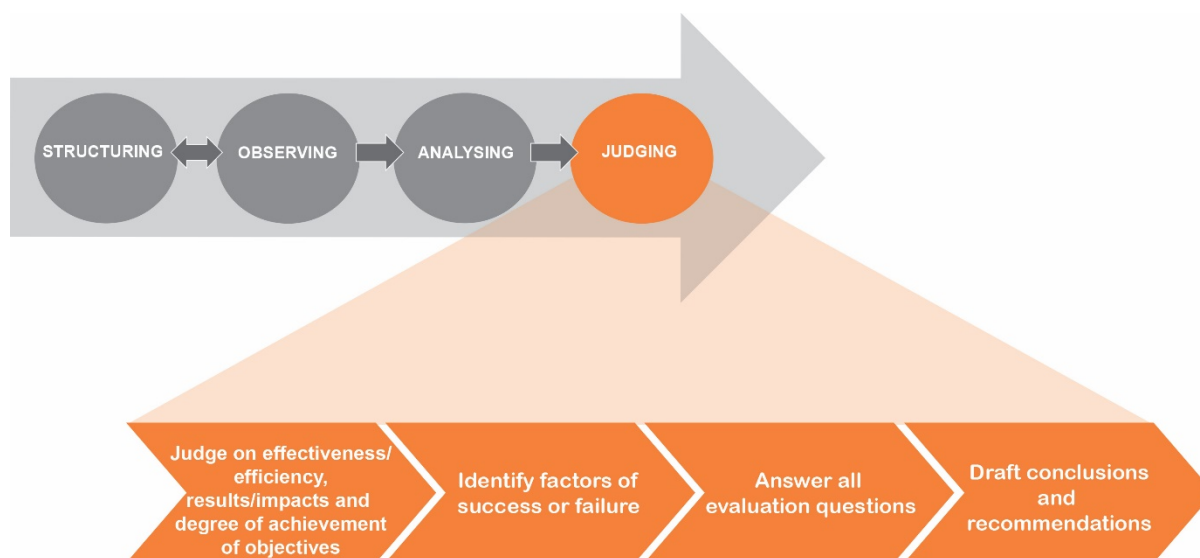 STRUCTURING
OBSERVING
ANALYSING
JUDGING
Judge on effectiveness/
efficiency,
results/impacts and
degree of achievement
of objectives
Identify factors of
success or failure
Answer all
evaluation questions
Draft conclusions
and
recommendations